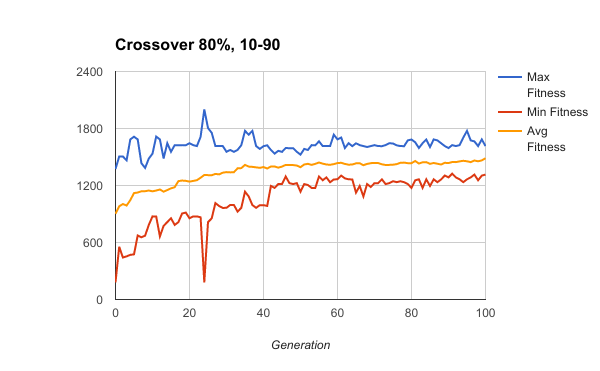 Crossover 80%, 10-90
2400
1800
1200
600
0
0 20 40 60 80 100
Generation
Max
Fitness
Min Fitness
Avg
Fitness